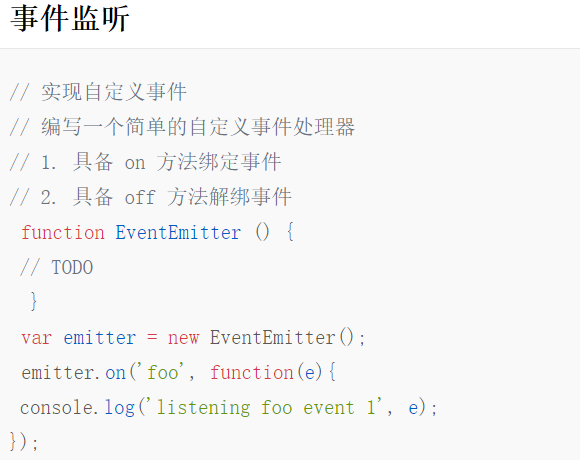 事件监听
// 实现自定义事件
// 编写一个简单的自定义事件处理器
// 1. 具备 on 方法绑定事件
// 2. 具备 off 方法解绑事件
function EventEmitter () {
// TODO
}
var emitter = new EventEmitter();
emitter.on('foo', function(e){
console.log('listening foo event 1', e);
});